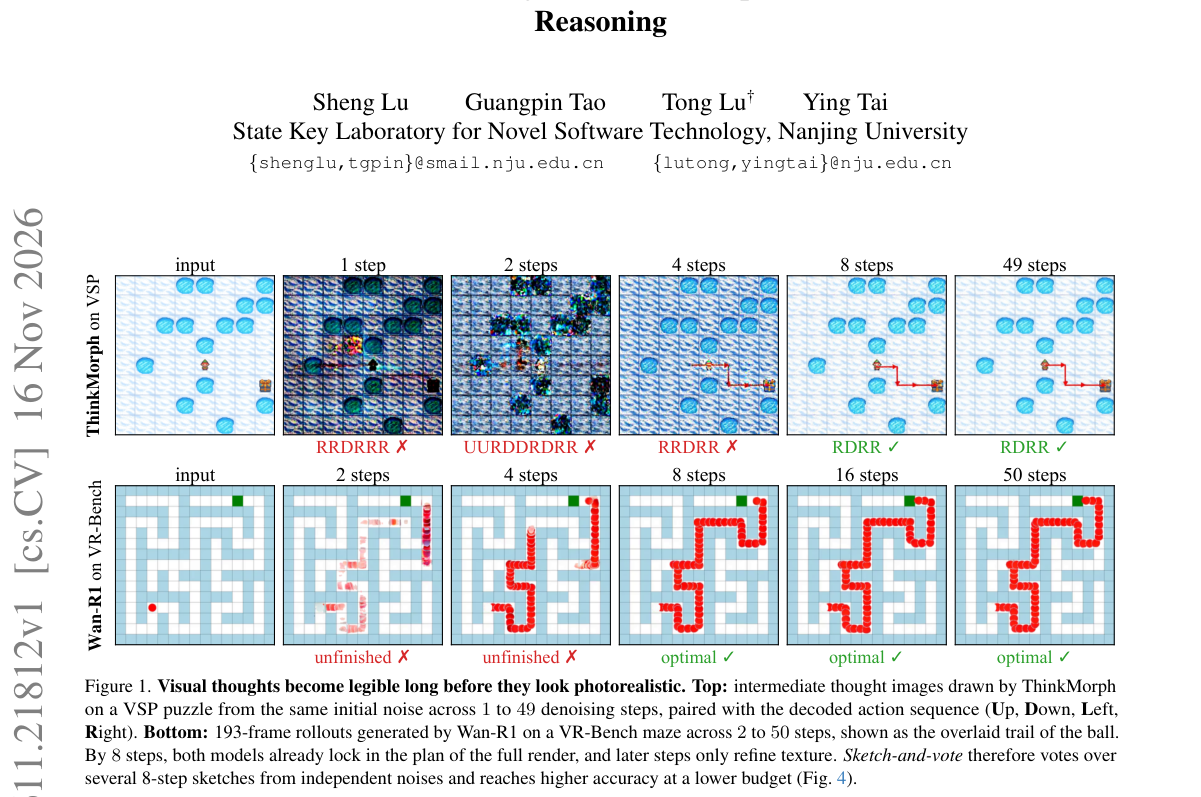 Reasoning
Sheng Lu Guangpin Tao Tong Lu† Ying Tai
State Key Laboratory for Novel Software Technology, Nanjing University
{shenglu,tgpin}@smail.nju.edu.cn {lutong,yingtai}@nju.edu.cn
11.21812v1 [cs.CV] 16 Nov 2026
input 1 step 2 steps 4 steps 8 steps 49 steps
ThinkMorph on VSP
RRDRRR ✗ UURDDRDRR ✗ RRDRR ✗ RDRR ✓ RDRR ✓
input 2 steps 4 steps 8 steps 16 steps 50 steps
Wan-R1 on VR-Bench
unfinished ✗ unfinished ✗ optimal ✓ optimal ✓ optimal ✓
Figure 1. Visual thoughts become legible long before they look photorealistic. Top: intermediate thought images drawn by ThinkMorph
on a VSP puzzle from the same initial noise across 1 to 49 denoising steps, paired with the decoded action sequence (Up, Down, Left,
Right). Bottom: 193-frame rollouts generated by Wan-R1 on a VR-Bench maze across 2 to 50 steps, shown as the overlaid trail of the ball.
By 8 steps, both models already lock in the plan of the full render, and later steps only refine texture. Sketch-and-vote therefore votes over
several 8-step sketches from independent noises and reaches higher accuracy at a lower budget (Fig. 4).